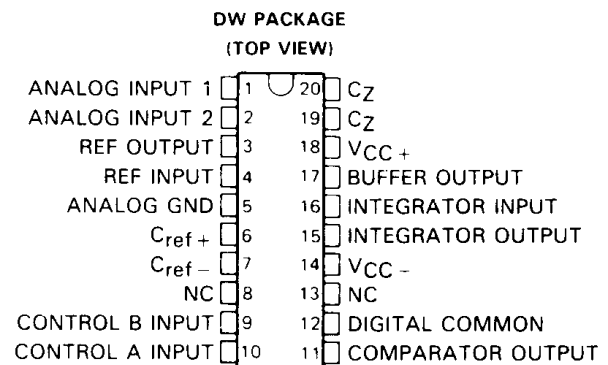 DW PACKAGE
(TOP VIEW)
ANALOG INPUT 1 1 20 CZ
ANALOG INPUT 2 2 19 CZ
REF OUTPUT 3 18 VCC +
REF INPUT 4 17 BUFFER OUTPUT
ANALOG GND 5 16 INTEGRATOR INPUT
Cref + 6 15 INTEGRATOR OUTPUT
Cref – 7 14 VCC –
NC 8 13 NC
CONTROL B INPUT 9 12 DIGITAL COMMON
CONTROL A INPUT 10 11 COMPARATOR OUTPUT